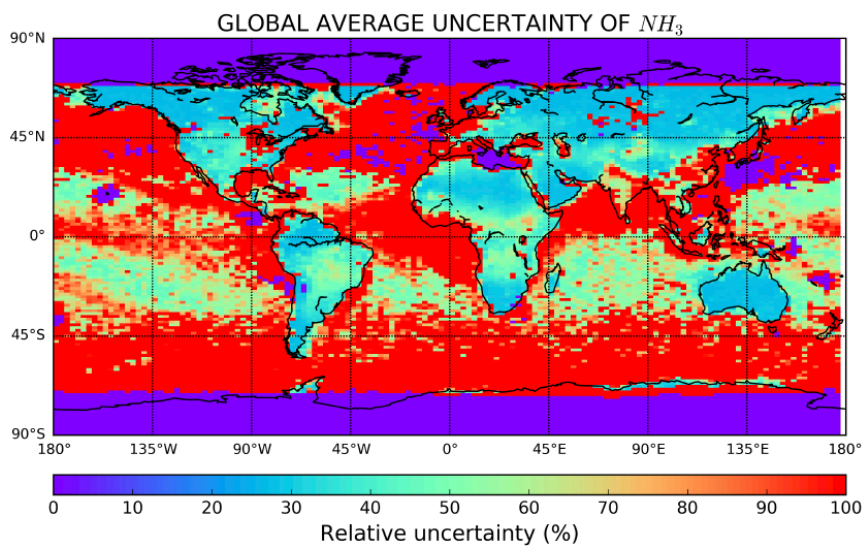 GLOBAL AVERAGE UNCERTAINTY OF NH₃
90°N
45°N
0°
45°S
90°S
180° 135°W 90°W 45°W 0° 45°E 90°E 135°E 180°
0 10 20 30 40 50 60 70 80 90 100
Relative uncertainty (%)